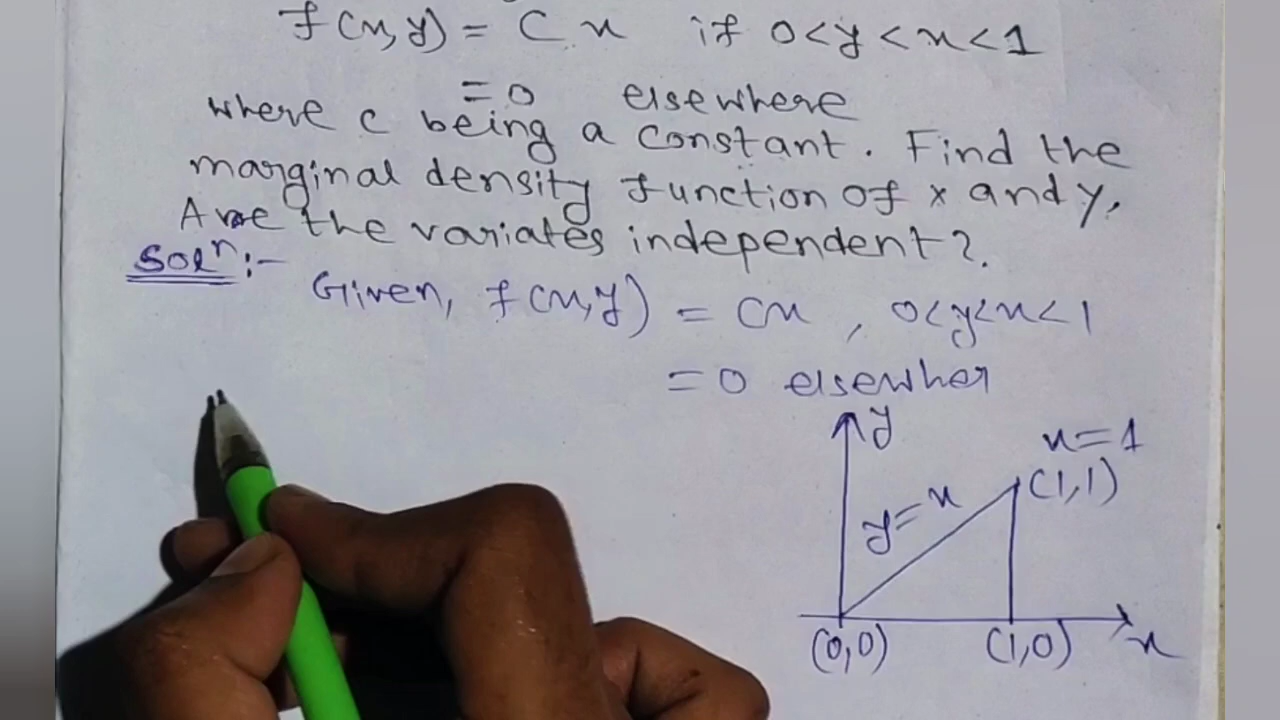 f(x,y) = Cx if 0<y<x<1
=0 elsewhere
where c being a constant. Find the
marginal density function of x and y.
Are the variates independent?.
Solⁿ:- Given, f(x,y) = Cx , 0<y<x<1
=0 elsewher
y
x=1
(1,1)
y=x
(0,0) (1,0) x